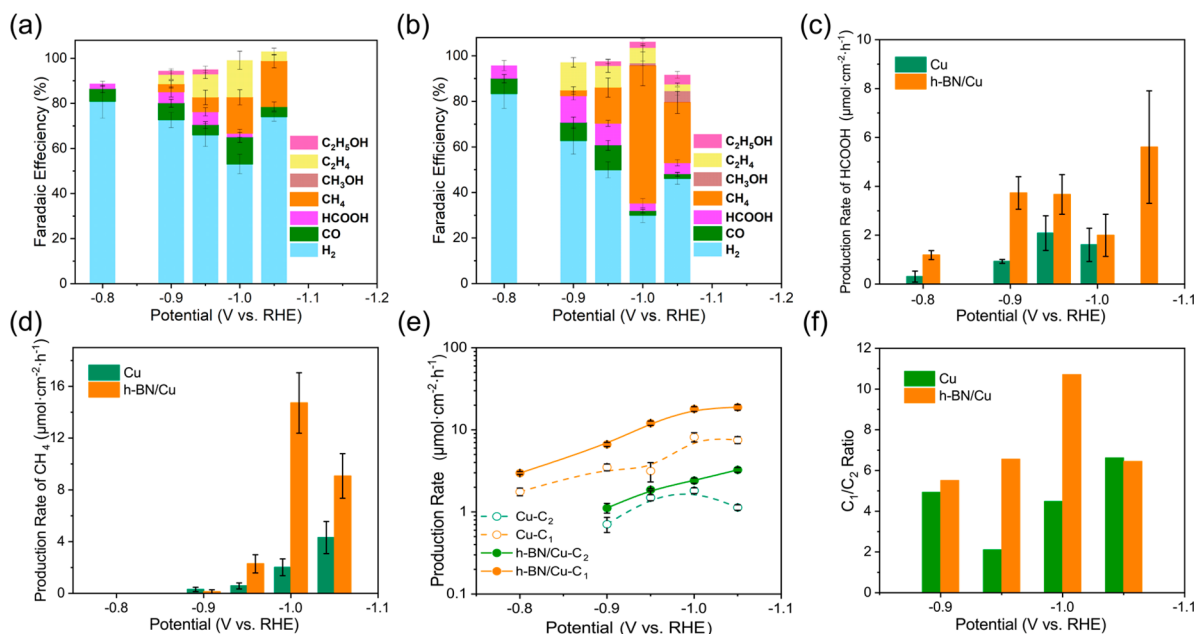 (a)
Faradaic Effeciency (%)
100
80
60
40
20
0
C₂H₅OH
C₂H₄
CH₃OH
CH₄
HCOOH
CO
H₂
-0.8
-0.9
-1.0
-1.1
-1.2
Potential (V vs. RHE)
(b)
Faradaic Efficiency (%)
100
80
60
40
20
0
C₂H₅OH
C₂H₄
CH₃OH
CH₄
HCOOH
CO
H₂
-0.8
-0.9
-1.0
-1.1
-1.2
Potential (V vs. RHE)
(c)
Production Rate of HCOOH (μmol·cm⁻²·h⁻¹)
10
8
6
4
2
0
Cu
h-BN/Cu
-0.8
-0.9
-1.0
-1.1
Potential (V vs. RHE)
(d)
Production Rate of CH₄ (μmol·cm⁻²·h⁻¹)
16
12
8
4
0
Cu
h-BN/Cu
-0.8
-0.9
-1.0
-1.1
Potential (V vs. RHE)
(e)
Production Rate (μmol·cm⁻²·h⁻¹)
100
10
1
0.1
Cu-C₂
Cu-C₁
h-BN/Cu-C₂
h-BN/Cu-C₁
-0.8
-0.9
-1.0
-1.1
Potential (V vs. RHE)
(f)
C₁/C₂ Ratio
12
10
8
6
4
2
0
Cu
h-BN/Cu
-0.9
-1.0
-1.1
Potential (V vs. RHE)